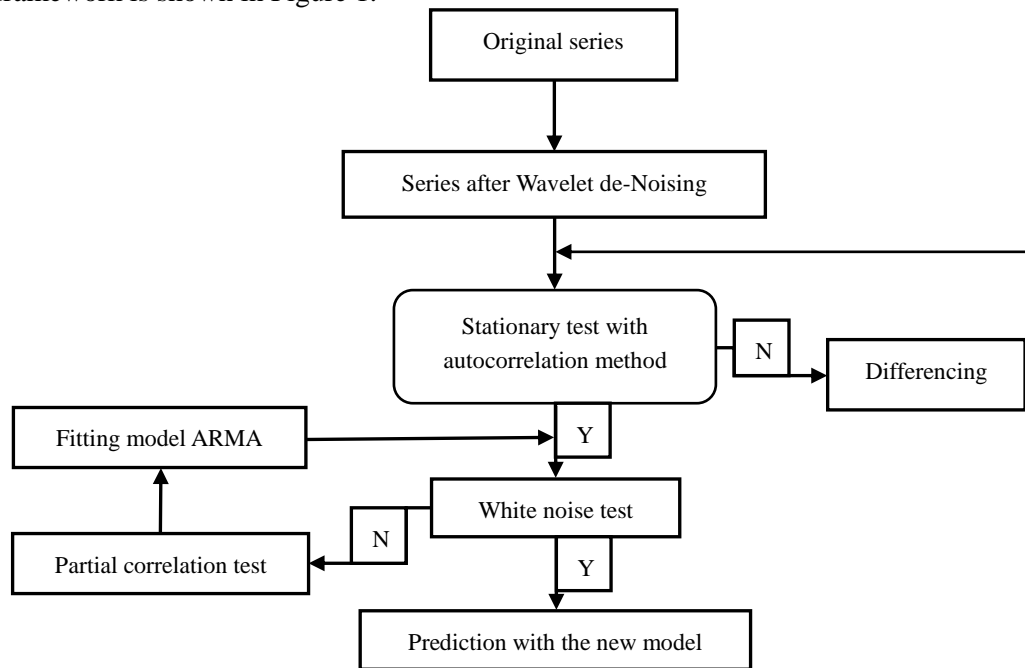 framework is shown in Figure 1.
Original series
Series after Wavelet de-Noising
Stationary test with
autocorrelation method
N
Differencing
Y
Fitting model ARMA
White noise test
N
Partial correlation test
Y
Prediction with the new model